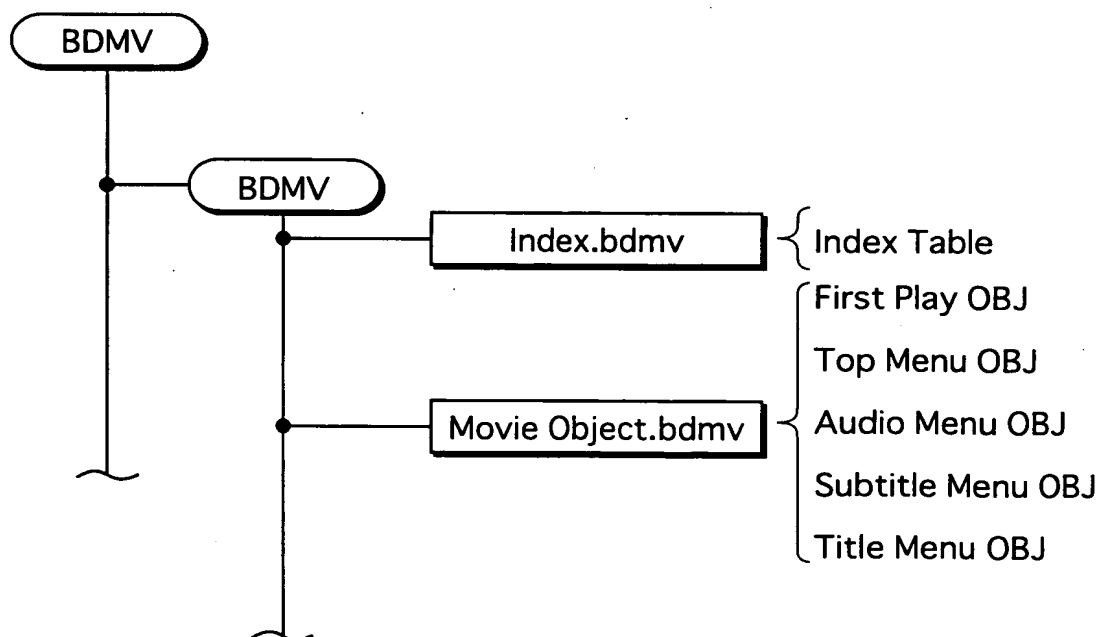 BDMV
BDMV
Index.bdmv
Index Table
First Play OBJ
Top Menu OBJ
Movie Object.bdmv
Audio Menu OBJ
Subtitle Menu OBJ
Title Menu OBJ